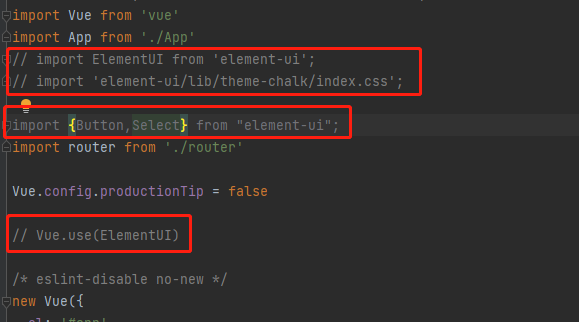 import Vue from 'vue'
import App from './App'
// import ElementUI from 'element-ui';
// import 'element-ui/lib/theme-chalk/index.css';
import {Button,Select} from "element-ui";
import router from './router'
Vue.config.productionTip = false
// Vue.use(ElementUI)
/* eslint-disable no-new */
new Vue({